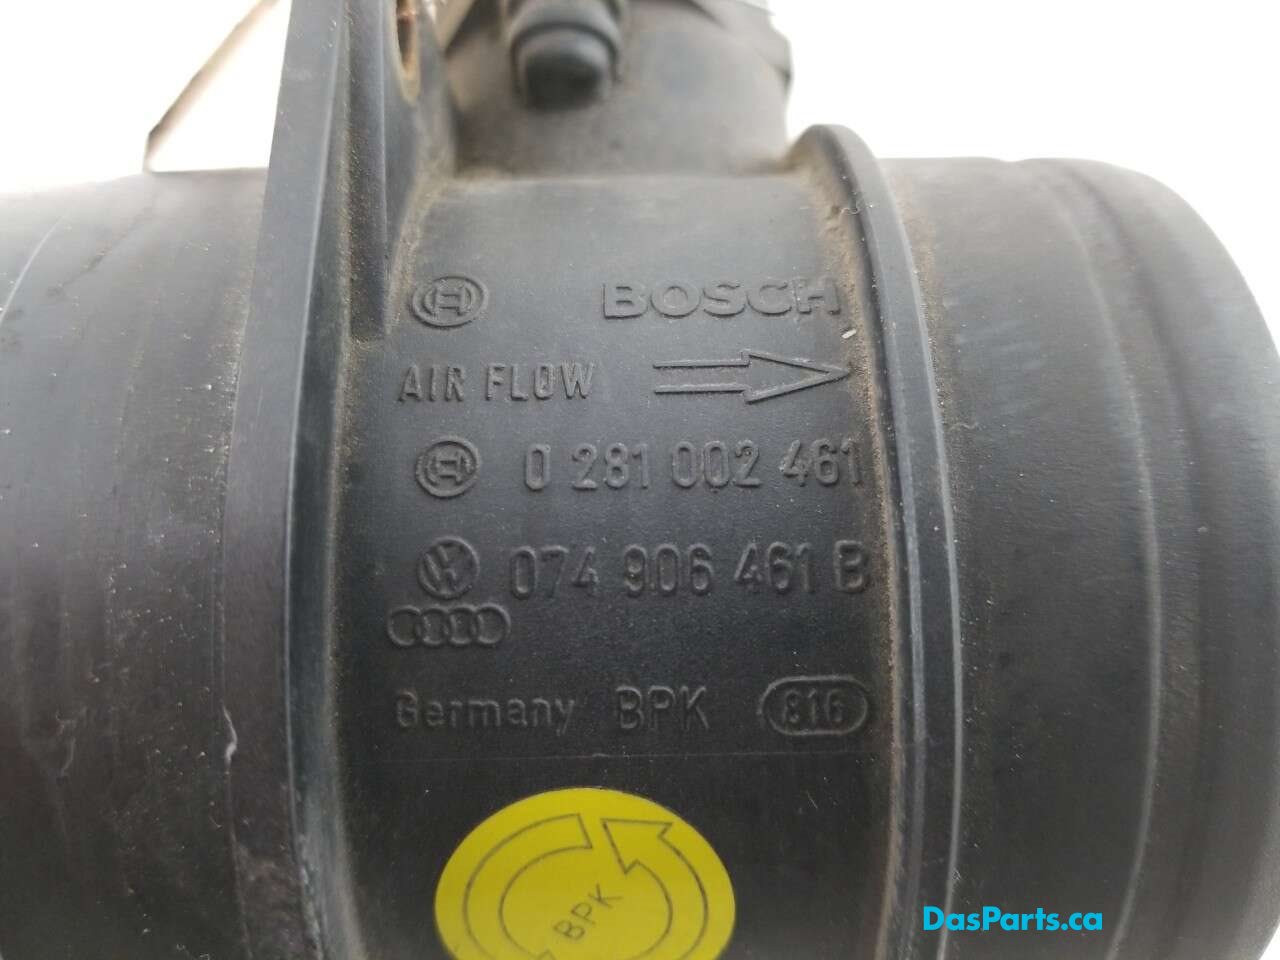 BOSCH
AIR FLOW
0 281 002 461
074 906 461 B
Germany BPK 816
BPK
DasParts.ca